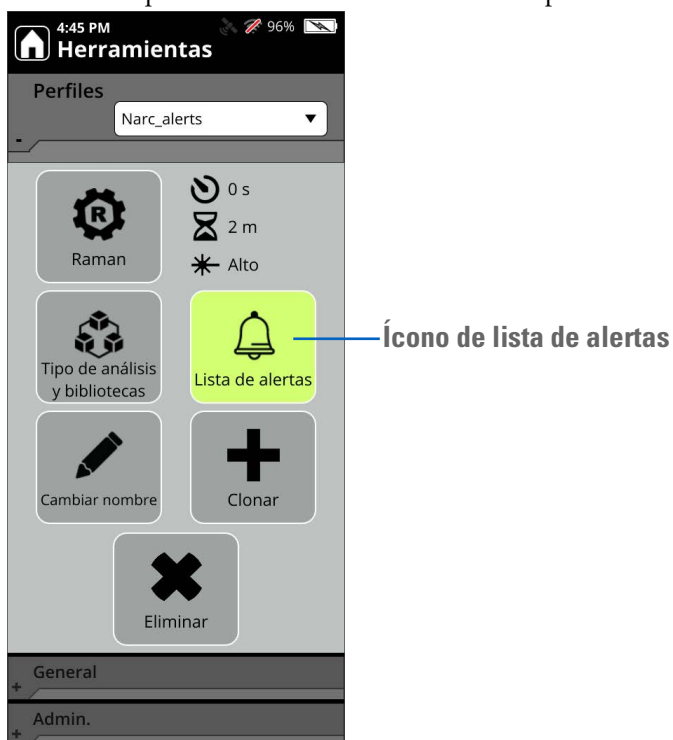 4:45 PM
96%
Herramientas
Perfiles
Narc_alerts
-
R
Raman
0 s
2 m
Alto
Tipo de análisis
y bibliotecas
Lista de alertas
Ícono de lista de alertas
Cambiar nombre
Clonar
Eliminar
General
+
Admin.
+